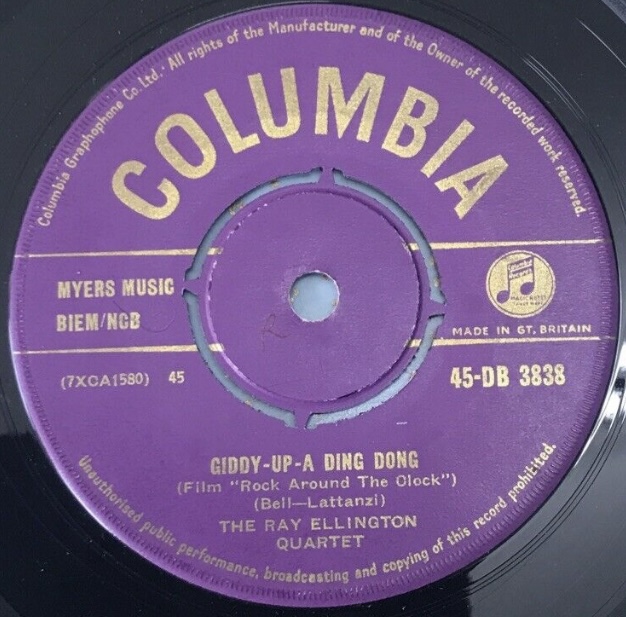 Columbia Graphophone Co. Ltd. All rights of the Manufacturer and of the Owner of the recorded work reserved.
COLUMBIA
MYERS MUSIC
BIEM/NCB
MADE IN GT. BRITAIN
(7XCA1580) 45
45-DB 3838
GIDDY-UP-A DING DONG
(Film "Rock Around The Clock")
(Bell—Lattanzi)
THE RAY ELLINGTON
QUARTET
Unauthorised public performance, broadcasting and copying of this record prohibited.